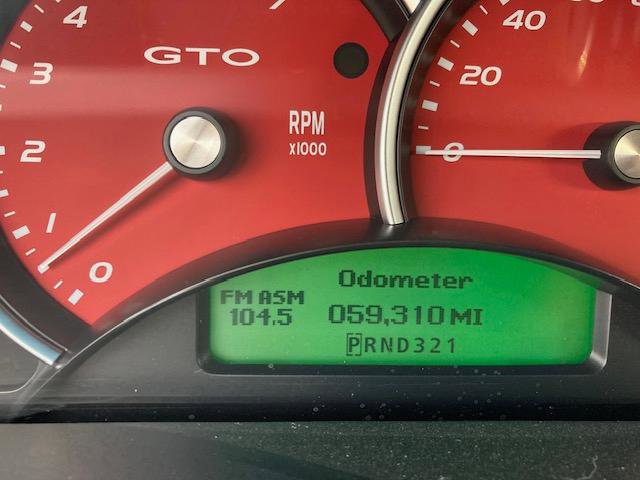 GTO
4
3
2
1
0
RPM
x1000
40
20
0
Odometer
FM ASM
104.5
059,310 MI
PRND321